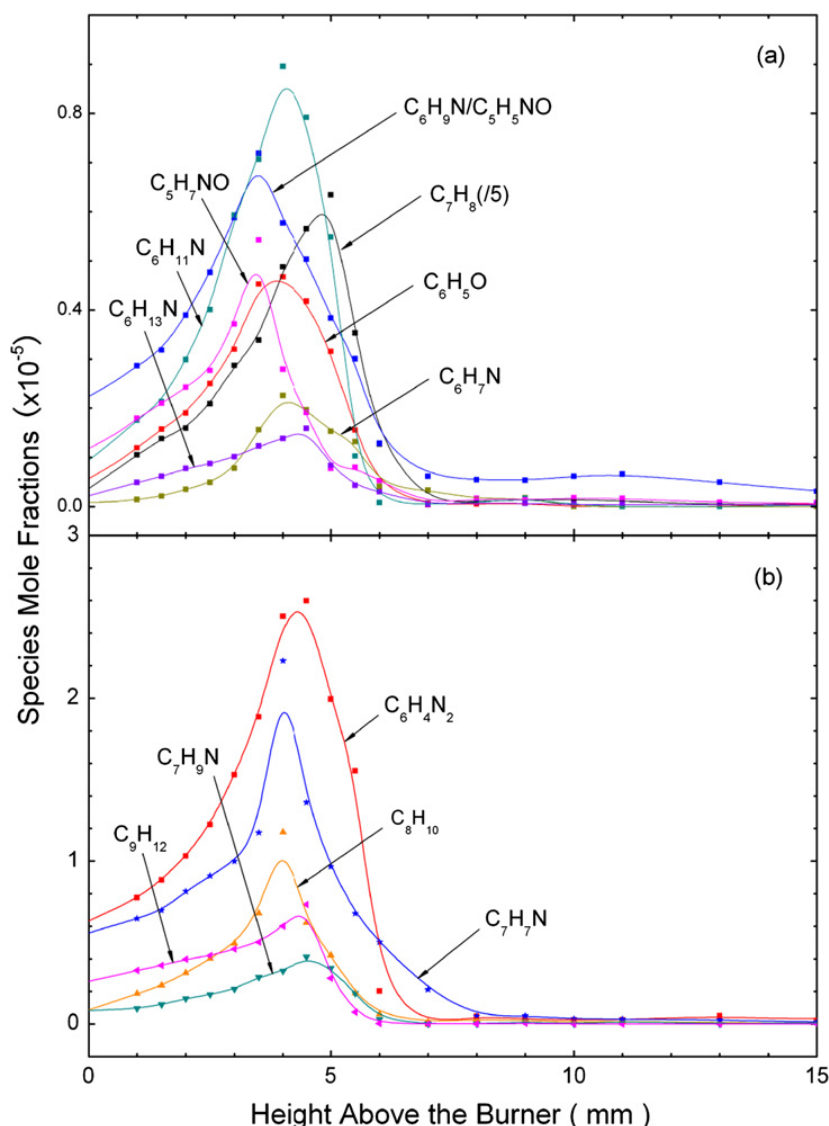 (a)
0.8
C6H9N/C5H5NO
C5H7NO
C7H8(/5)
C6H11N
C6H5O
0.4
C6H13N
C6H7N
0.0
Species Mole Fractions (x10-5)
3
(b)
2
C6H4N2
C7H9N
C9H12
C8H10
1
C7H7N
0
0 5 10 15
Height Above the Burner ( mm )